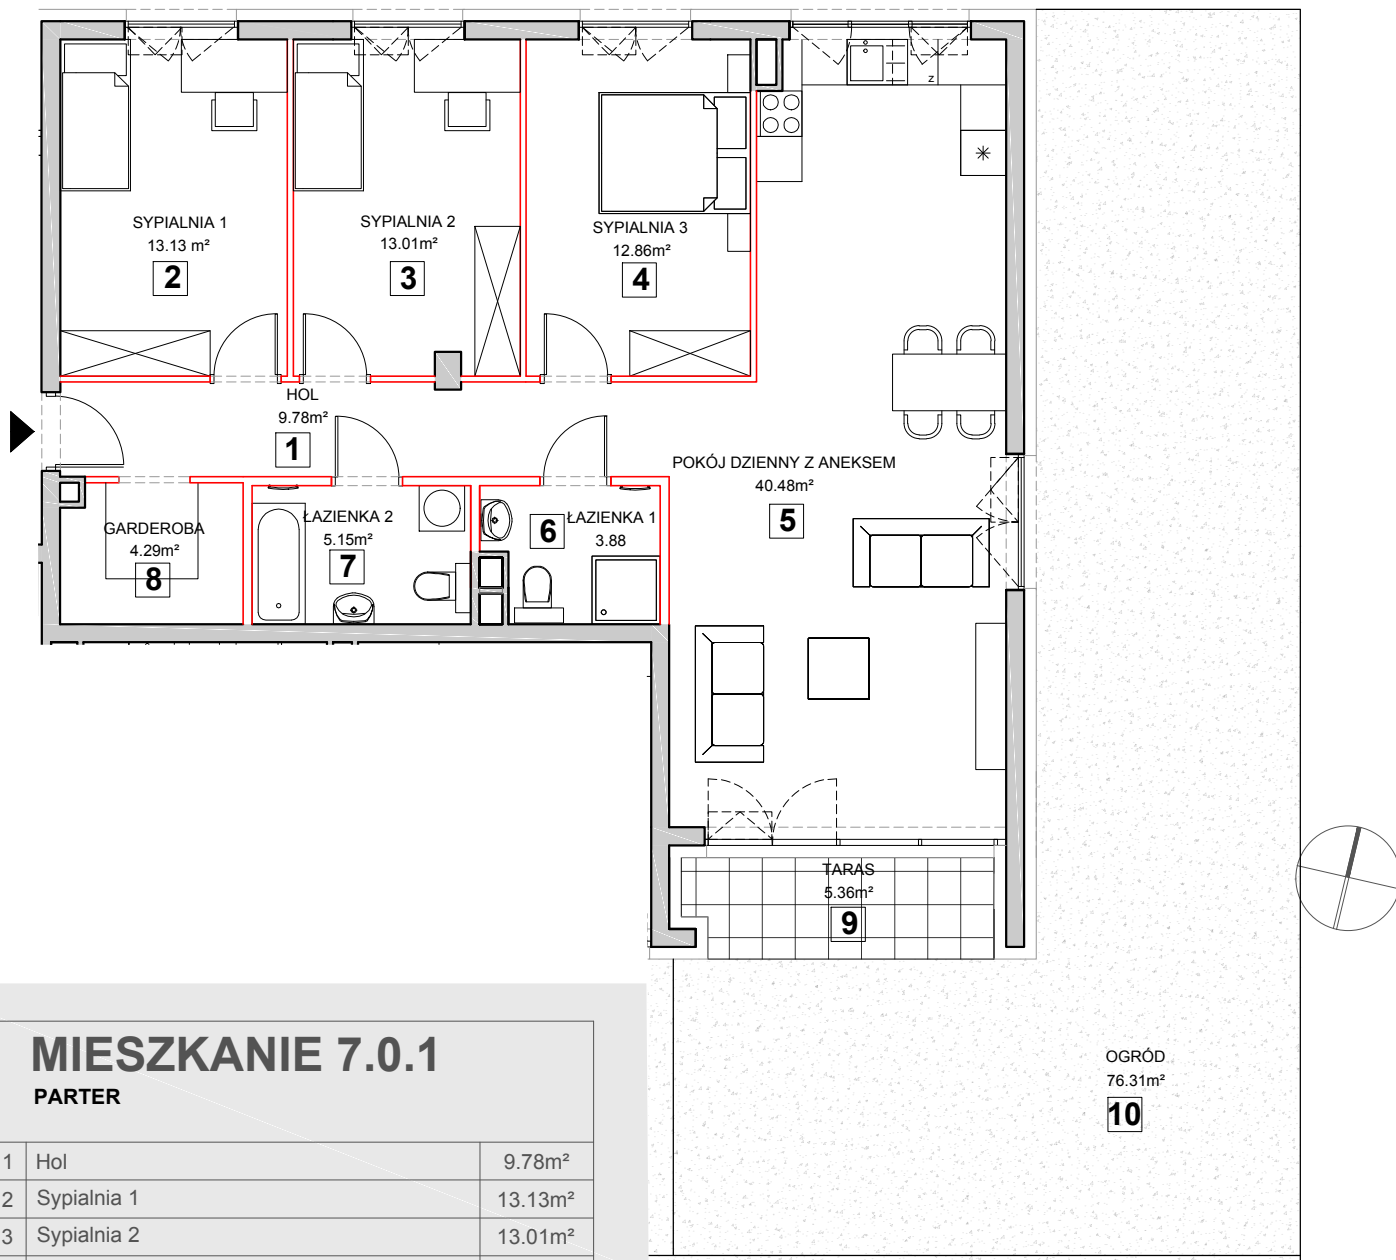 SYPIALNIA 1
13.13 m²
2
SYPIALNIA 2
13.01m²
3
SYPIALNIA 3
12.86m²
4
z
HOL
9.78m²
1
POKÓJ DZIENNY Z ANEKSEM
40.48m²
5
GARDEROBA
4.29m²
8
ŁAZIENKA 2
5.15m²
7
6
ŁAZIENKA 1
3.88
TARAS
5.36m²
9
OGRÓD
76.31m²
10
MIESZKANIE 7.0.1
PARTER
1 Hol 9.78m²
2 Sypialnia 1 13.13m²
3 Sypialnia 2 13.01m²